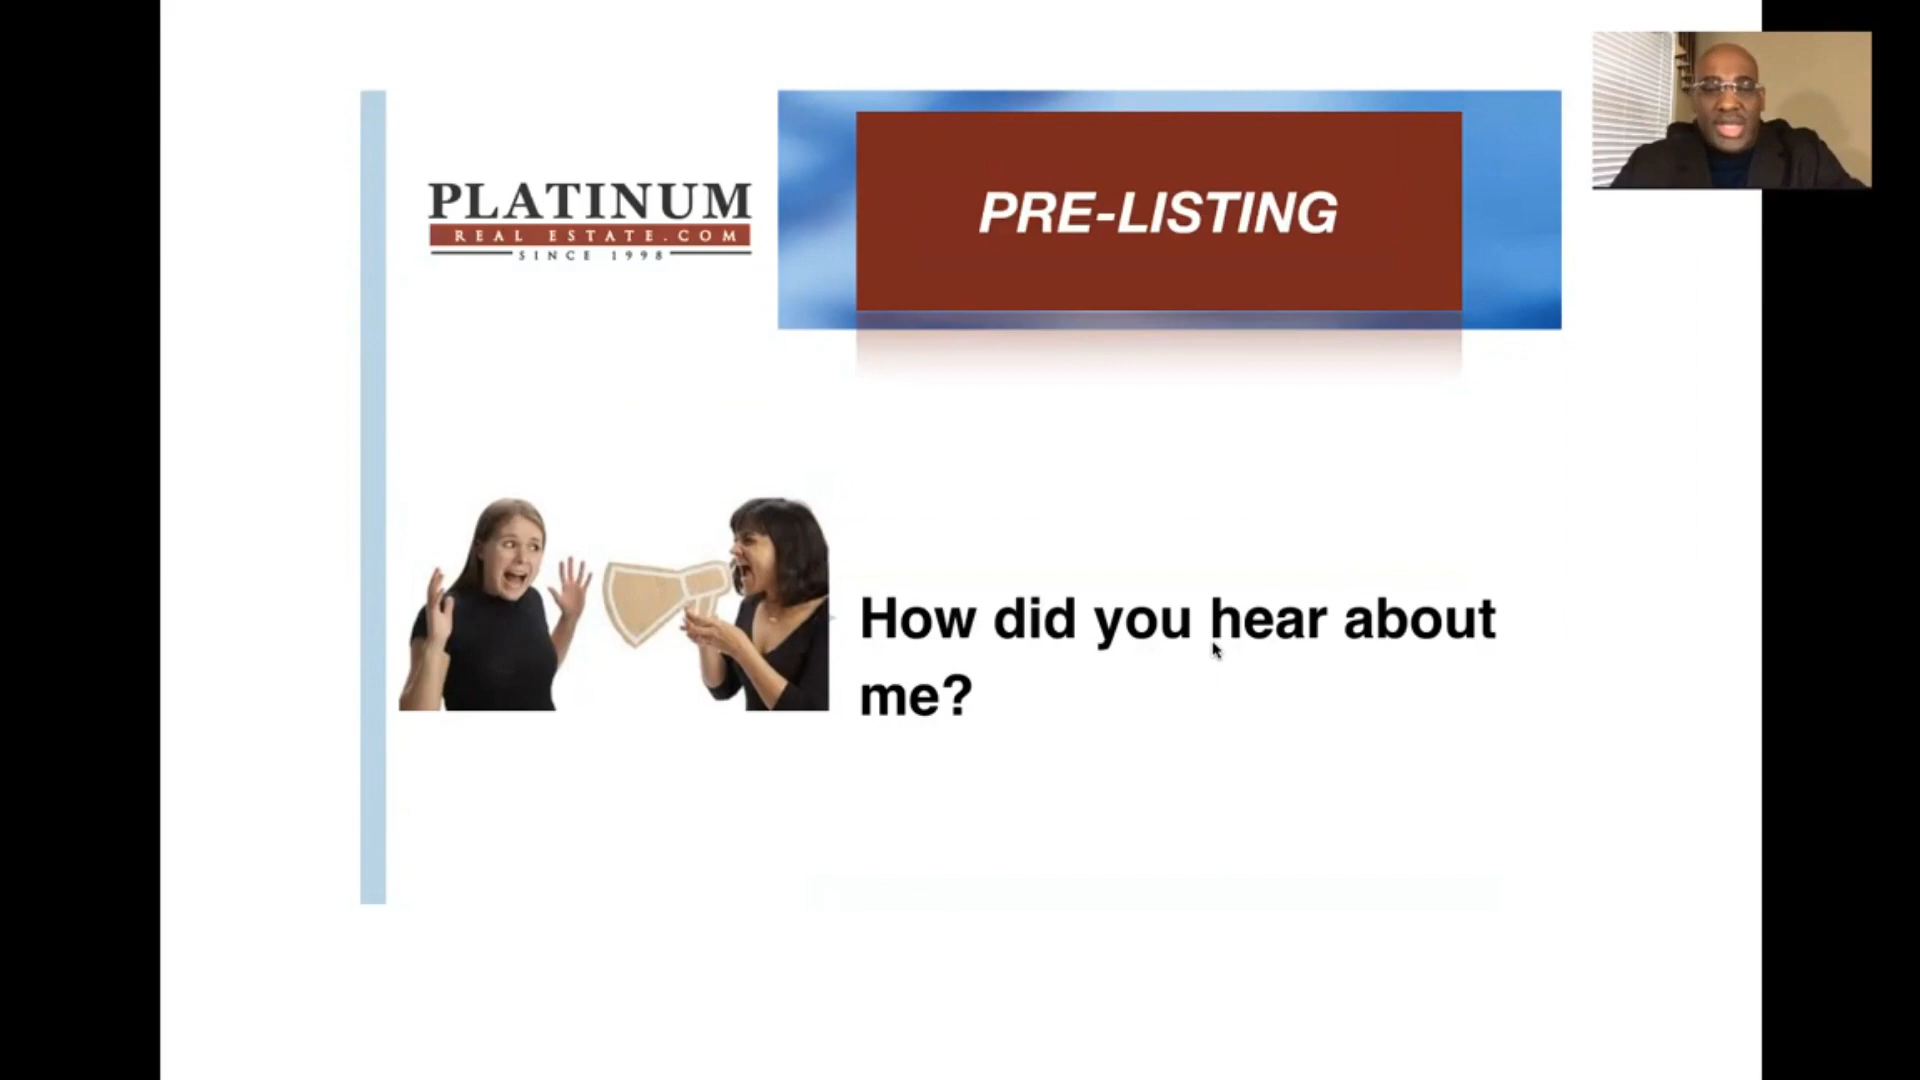 PLATINUM
REAL ESTATE.COM
SINCE 1998
PRE-LISTING
How did you hear about
me?